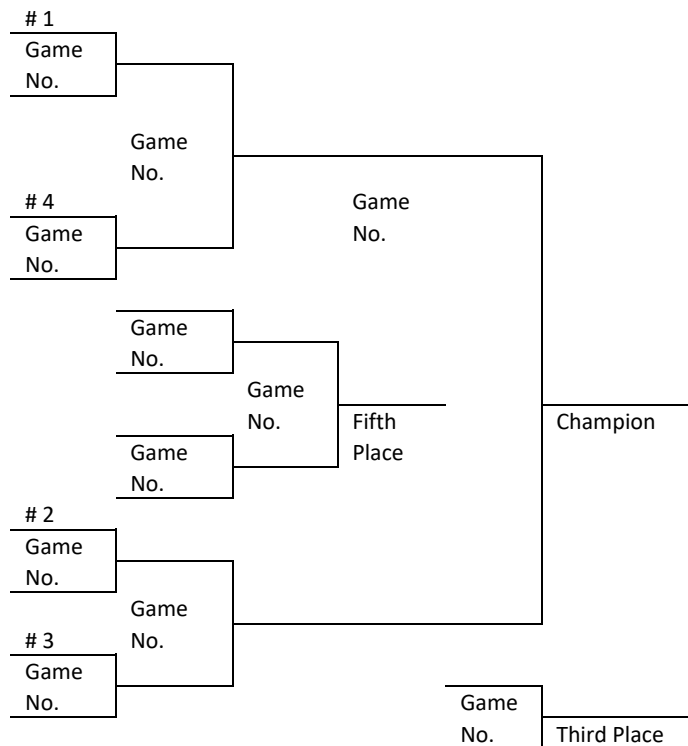 # 1
Game
No.
Game
No.
# 4
Game
No.
Game
No.
Game
No.
Game
No.
Fifth
Place
Champion
Game
No.
# 2
Game
No.
Game
No.
# 3
Game
No.
Game
No.
Third Place